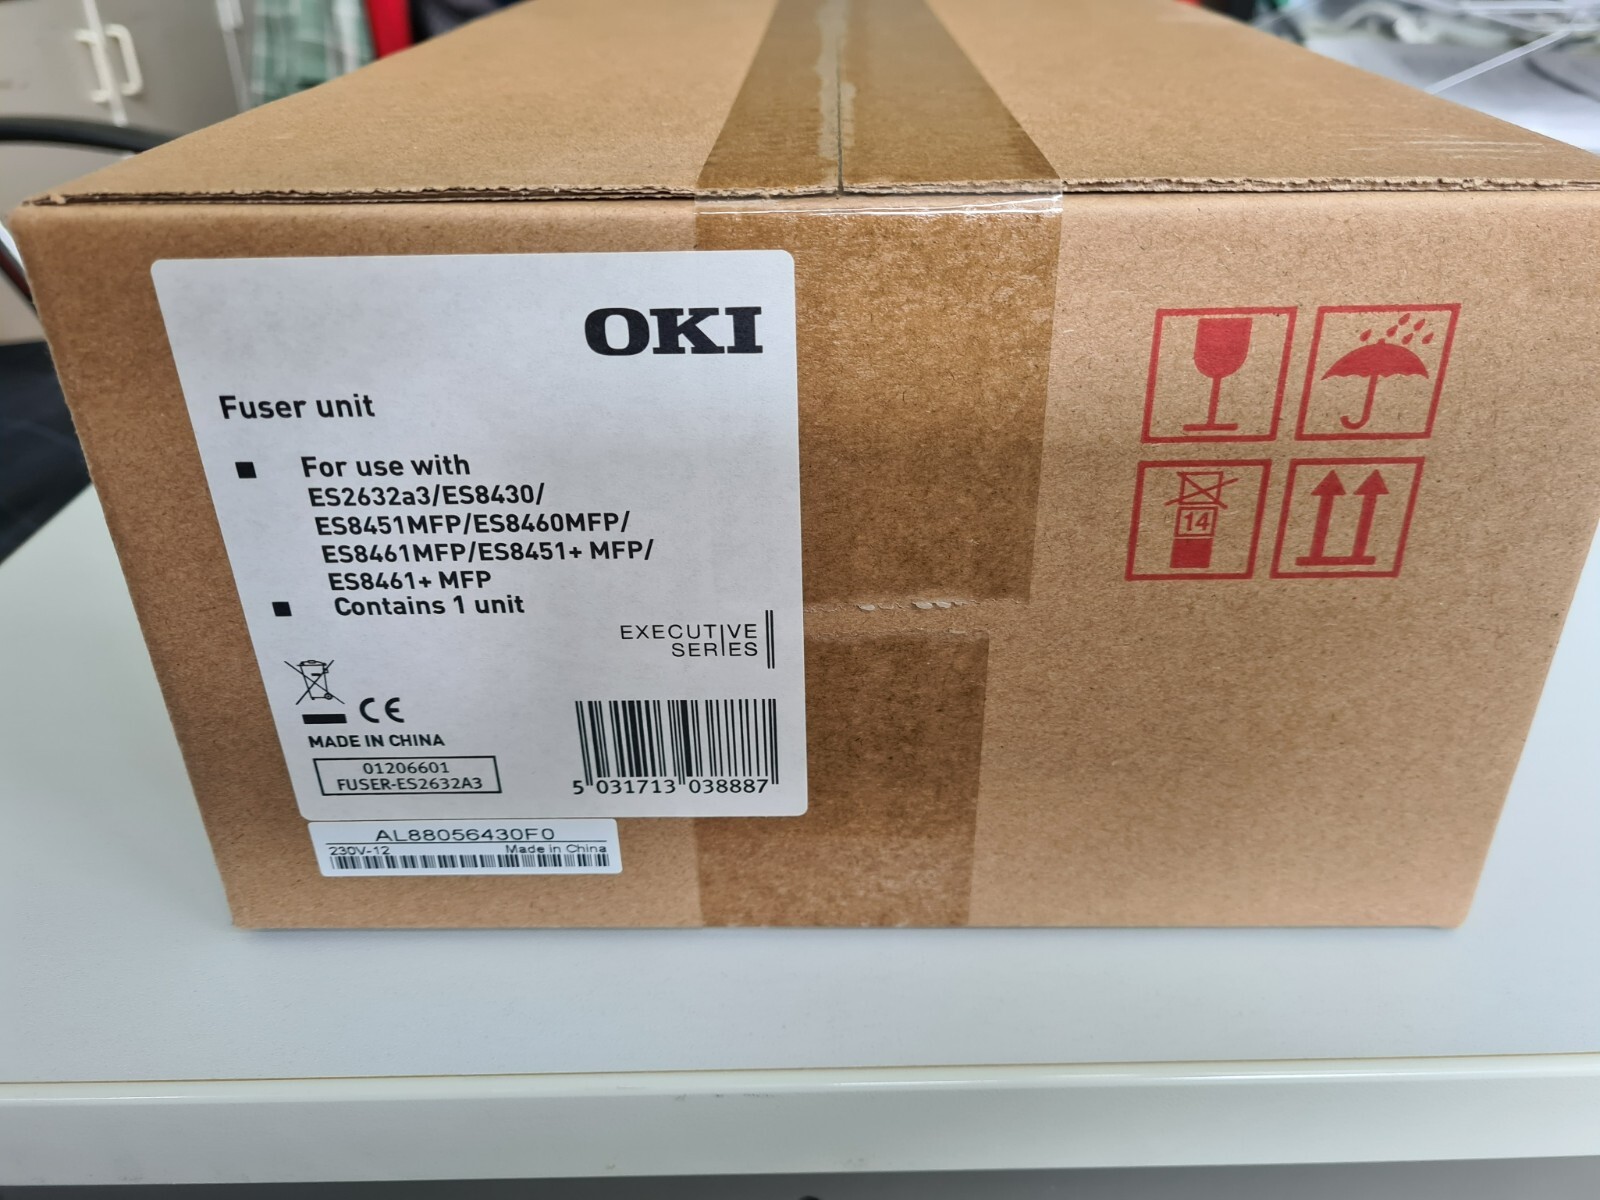 OKI
Fuser unit
■ For use with
ES2632a3/ES8430/
ES8451MFP/ES8460MFP/
ES8461MFP/ES8451+ MFP/
ES8461+ MFP
■ Contains 1 unit
EXECUTIVE
SERIES
CE
MADE IN CHINA
01206601
FUSER-ES2632A3
5 031713 038887
AL88056430F0
230V-12 Made in China
14